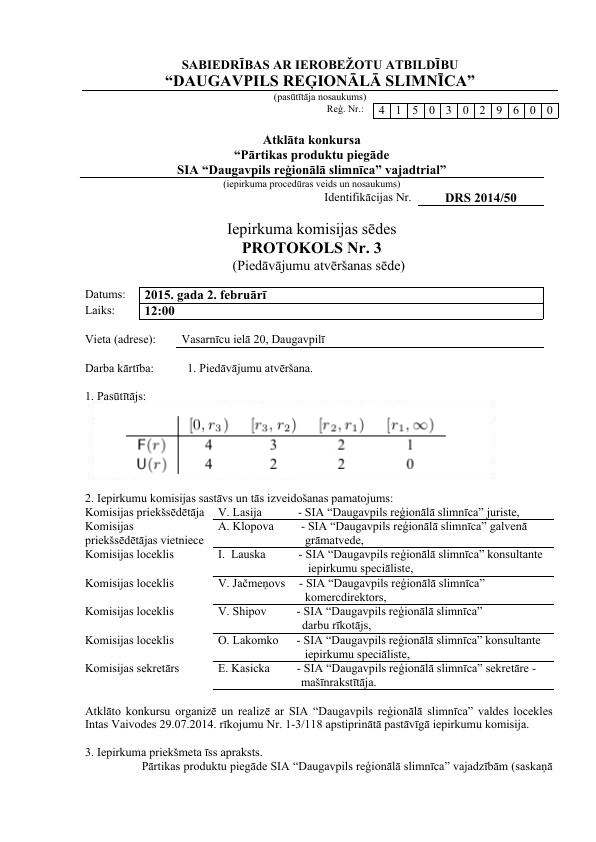 SABIEDRĪBAS AR IEROBEŽOTU ATBILDĪBU
“DAUGAVPILS REĢIONĀLĀ SLIMNĪCA”
(pasūtītāja nosaukums)
Reģ. Nr.: 4 1 5 0 3 0 2 9 6 0 0
Atklāta konkursa
“Pārtikas produktu piegāde
SIA “Daugavpils reģionālā slimnīca” vajadtrial”
(iepirkuma procedūras veids un nosaukums)
Identifikācijas Nr. DRS 2014/50
Iepirkuma komisijas sēdes
PROTOKOLS Nr. 3
(Piedāvājumu atvēršanas sēde)
Datums: 2015. gada 2. februārī
Laiks: 12:00
Vieta (adrese): Vasarnīcu ielā 20, Daugavpilī
Darba kārtība: 1. Piedāvājumu atvēršana.
1. Pasūtītājs:
[0, r₃) [r₃, r₂) [r₂, r₁) [r₁, ∞)
F(r) 4 3 2 1
U(r) 4 2 2 0
2. Iepirkumu komisijas sastāvs un tās izveidošanas pamatojums:
Komisijas priekšsēdētāja V. Lasija - SIA “Daugavpils reģionālā slimnīca” juriste,
Komisijas A. Klopova - SIA “Daugavpils reģionālā slimnīca” galvenā
priekšsēdētājas vietniece grāmatvede,
Komisijas loceklis I. Lauska - SIA “Daugavpils reģionālā slimnīca” konsultante
iepirkumu speciāliste,
Komisijas loceklis V. Jačmeņovs - SIA “Daugavpils reģionālā slimnīca”
komercdirektors,
Komisijas loceklis V. Shipov - SIA “Daugavpils reģionālā slimnīca”
darbu rīkotājs,
Komisijas loceklis O. Lakomko - SIA “Daugavpils reģionālā slimnīca” konsultante
iepirkumu speciāliste,
Komisijas sekretārs E. Kasicka - SIA “Daugavpils reģionālā slimnīca” sekretāre -
mašīnrakstītāja.
Atklāto konkursu organizē un realizē ar SIA “Daugavpils reģionālā slimnīca” valdes locekles
Intas Vaivodes 29.07.2014. rīkojumu Nr. 1-3/118 apstiprinātā pastāvīgā iepirkumu komisija.
3. Iepirkuma priekšmeta īss apraksts.
Pārtikas produktu piegāde SIA “Daugavpils reģionālā slimnīca” vajadzībām (saskaņā